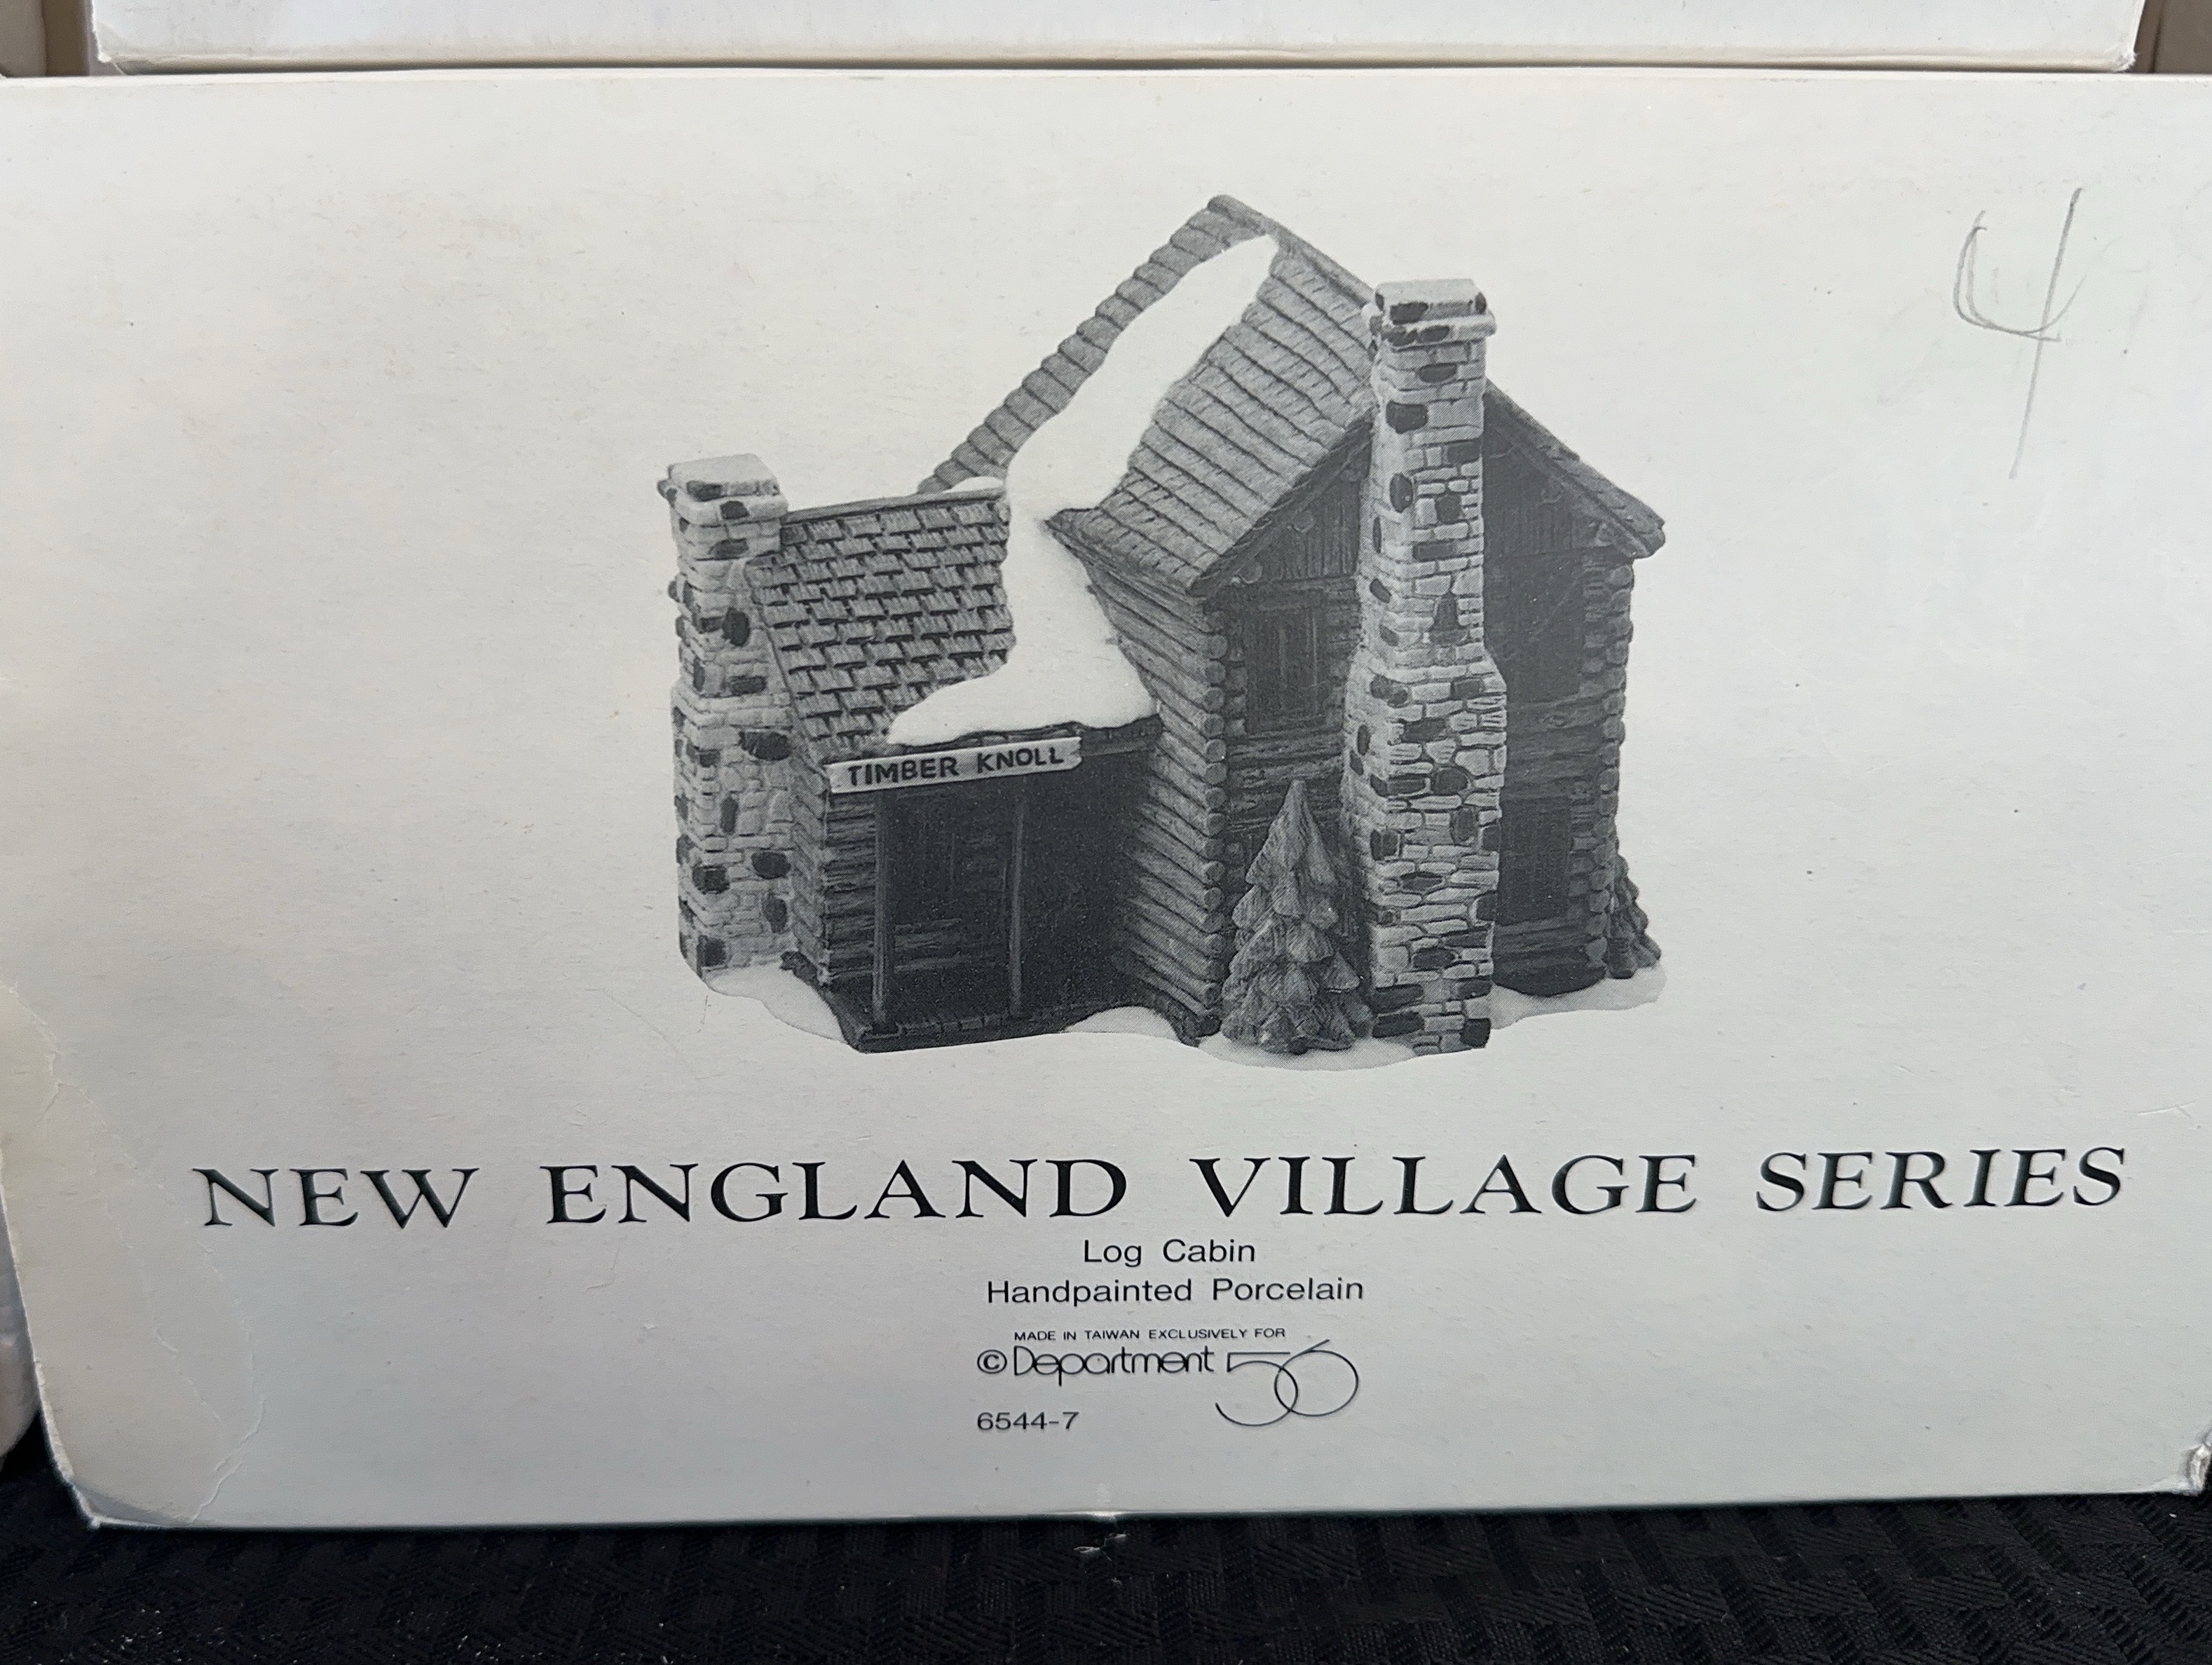 4
TIMBER KNOLL
NEW ENGLAND VILLAGE SERIES
Log Cabin
Handpainted Porcelain
MADE IN TAIWAN EXCLUSIVELY FOR
©Department 56
6544-7